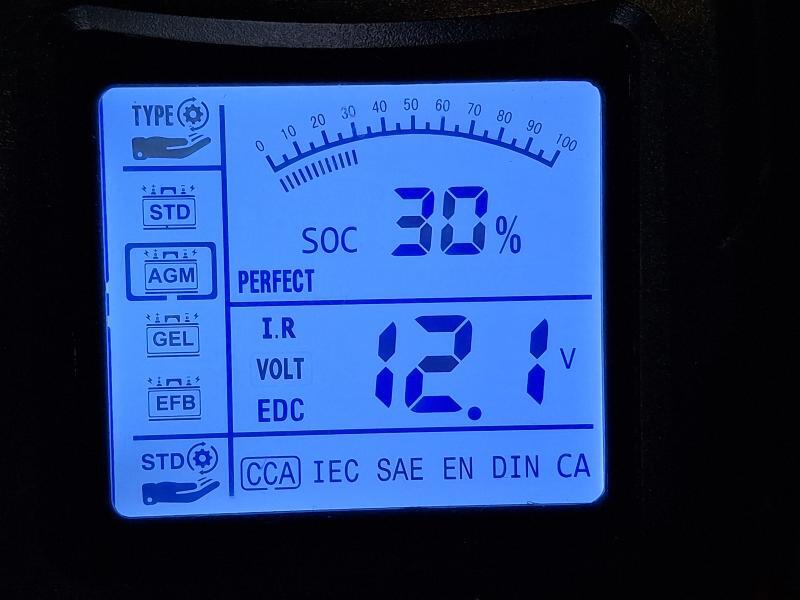 TYPE
0 10 20 30 40 50 60 70 80 90 100
STD
SOC 30%
AGM
PERFECT
GEL
I.R
VOLT
12.1 V
EFB
EDC
STD
CCA IEC SAE EN DIN CA